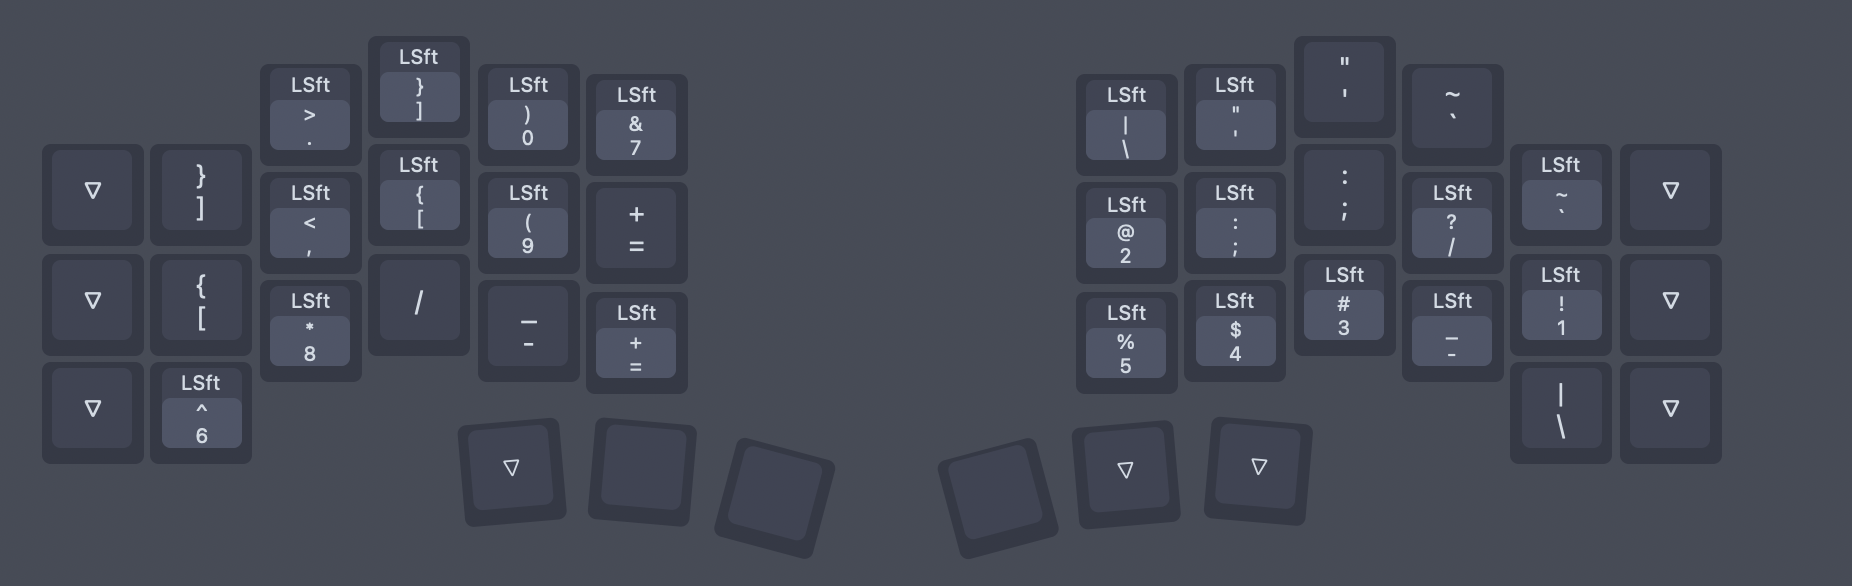 LSft
}
]
LSft
>
.
LSft
)
0
LSft
&
7
}
]
LSft
{
[
LSft
<
,
LSft
(
9
+
=
{
[
/
LSft
*
8
_
-
LSft
+
=
LSft
^
6
"
'
LSft
"
'
~
`
LSft
|
\
:
;
LSft
~
`
LSft
:
;
LSft
?
/
LSft
@
2
LSft
#
3
LSft
!
1
LSft
$
4
LSft
_
-
LSft
%
5
|
\